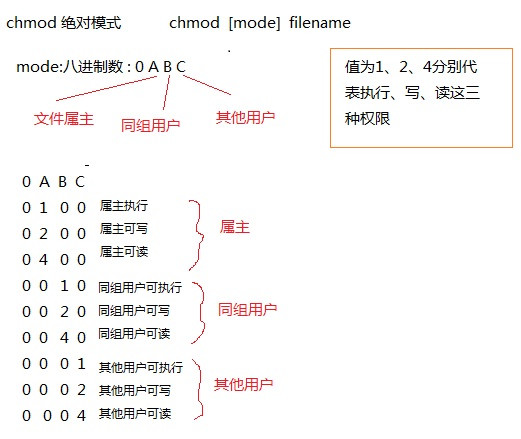 chmod 绝对模式 chmod [mode] filename
mode:八进制数 : 0 A B C
值为1、2、4分别代
表执行、写、读这三
种权限
文件属主
同组用户
其他用户
0 A B C
0 1 0 0 属主执行
0 2 0 0 属主可写
0 4 0 0 属主可读
属主
0 0 1 0 同组用户可执行
0 0 2 0 同组用户可写
0 0 4 0 同组用户可读
同组用户
0 0 0 1 其他用户可执行
0 0 0 2 其他用户可写
0 0 0 4 其他用户可读
其他用户